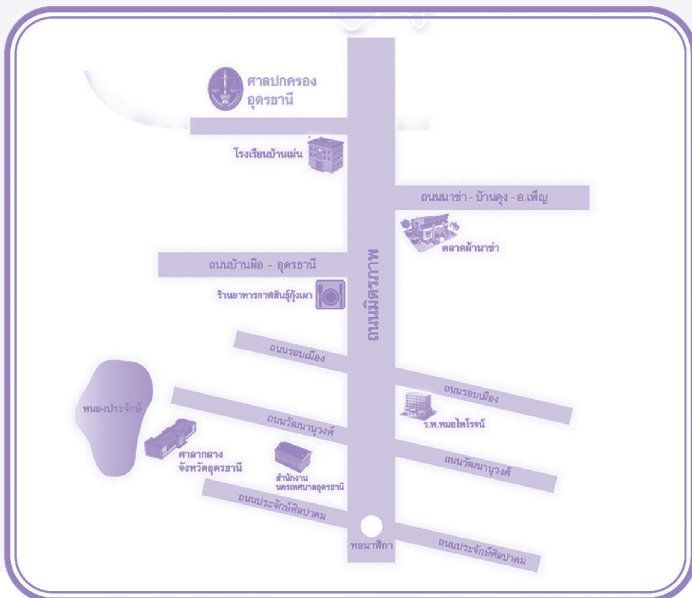 ศาลปกครอง
อุดรธานี
โรงเรียนบ้านเม่น
ถนนนาข่า - บ้านดุง - อ.เพ็ญ
ตลาดผ้านาข่า
ถนนบ้านผือ - อุดรธานี
ร้านอาหารกาฬสินธุ์กุ้งเผา
ถนนมิตรภาพ
ถนนรอบเมือง
ถนนรอบเมือง
หนองประจักษ์
ร.พ.หมอไพโรจน์
ถนนวัฒนานุวงศ์
ถนนวัฒนานุวงศ์
ศาลากลาง
จังหวัดอุดรธานี
สำนักงาน
นครเทศบาลอุดรธานี
ถนนประจักษ์ศิลปาคม
หอนาฬิกา
ถนนประจักษ์ศิลปาคม